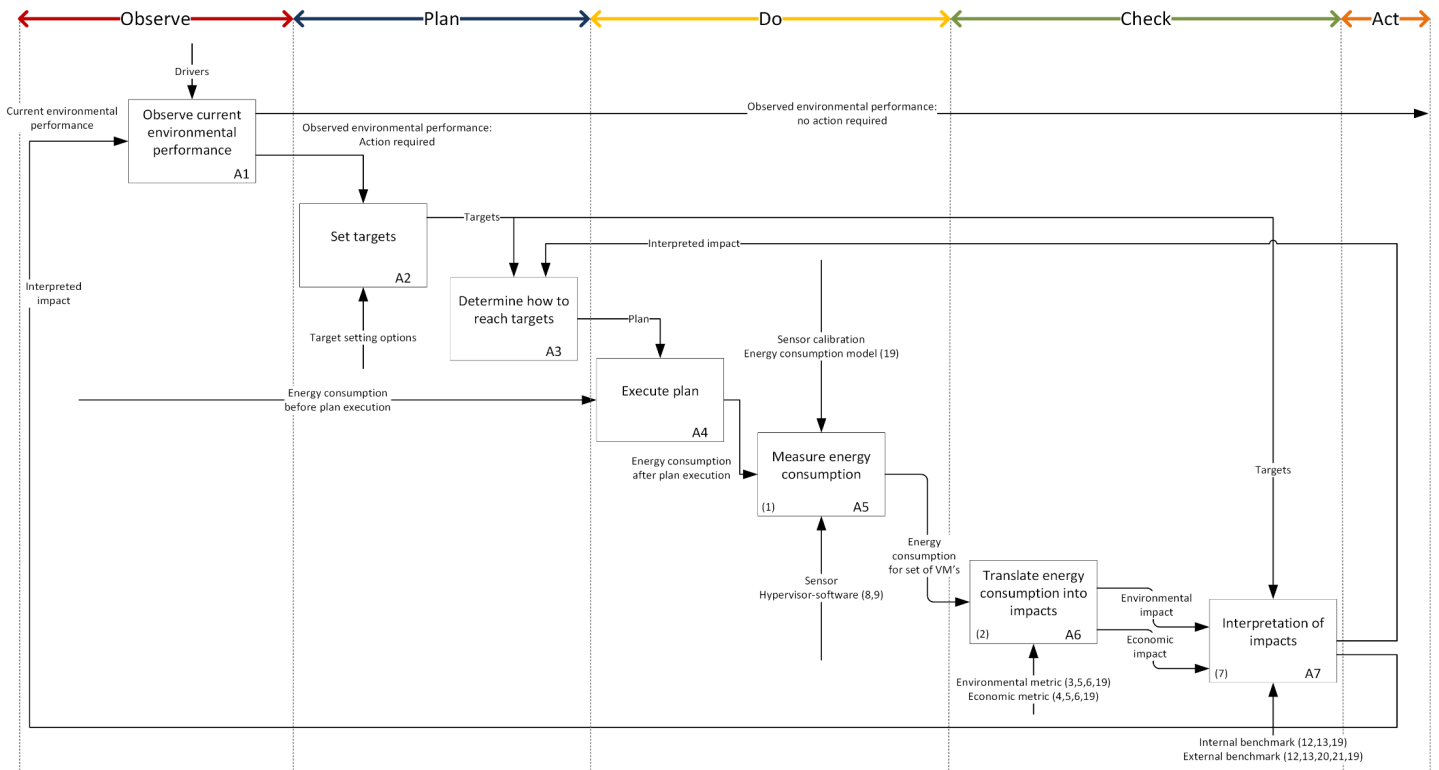 Observe
Plan
Do
Check
Act
Drivers
Current environmental
performance
Observe current
environmental
performance
A1
Observed environmental performance:
no action required
Observed environmental performance:
Action required
Set targets
A2
Targets
Interpreted impact
Interpreted
impact
Determine how to
reach targets
A3
Plan
Target setting options
Sensor calibration
Energy consumption model (19)
Energy consumption
before plan execution
Execute plan
A4
Energy consumption
after plan execution
Measure energy
consumption
(1)
A5
Targets
Energy
consumption
for set of VM's
Sensor
Hypervisor-software (8,9)
Translate energy
consumption into
impacts
(2)
A6
Environmental
impact
Economic
impact
Interpretation of
impacts
(7)
A7
Environmental metric (3,5,6,19)
Economic metric (4,5,6,19)
Internal benchmark (12,13,19)
External benchmark (12,13,20,21,19)